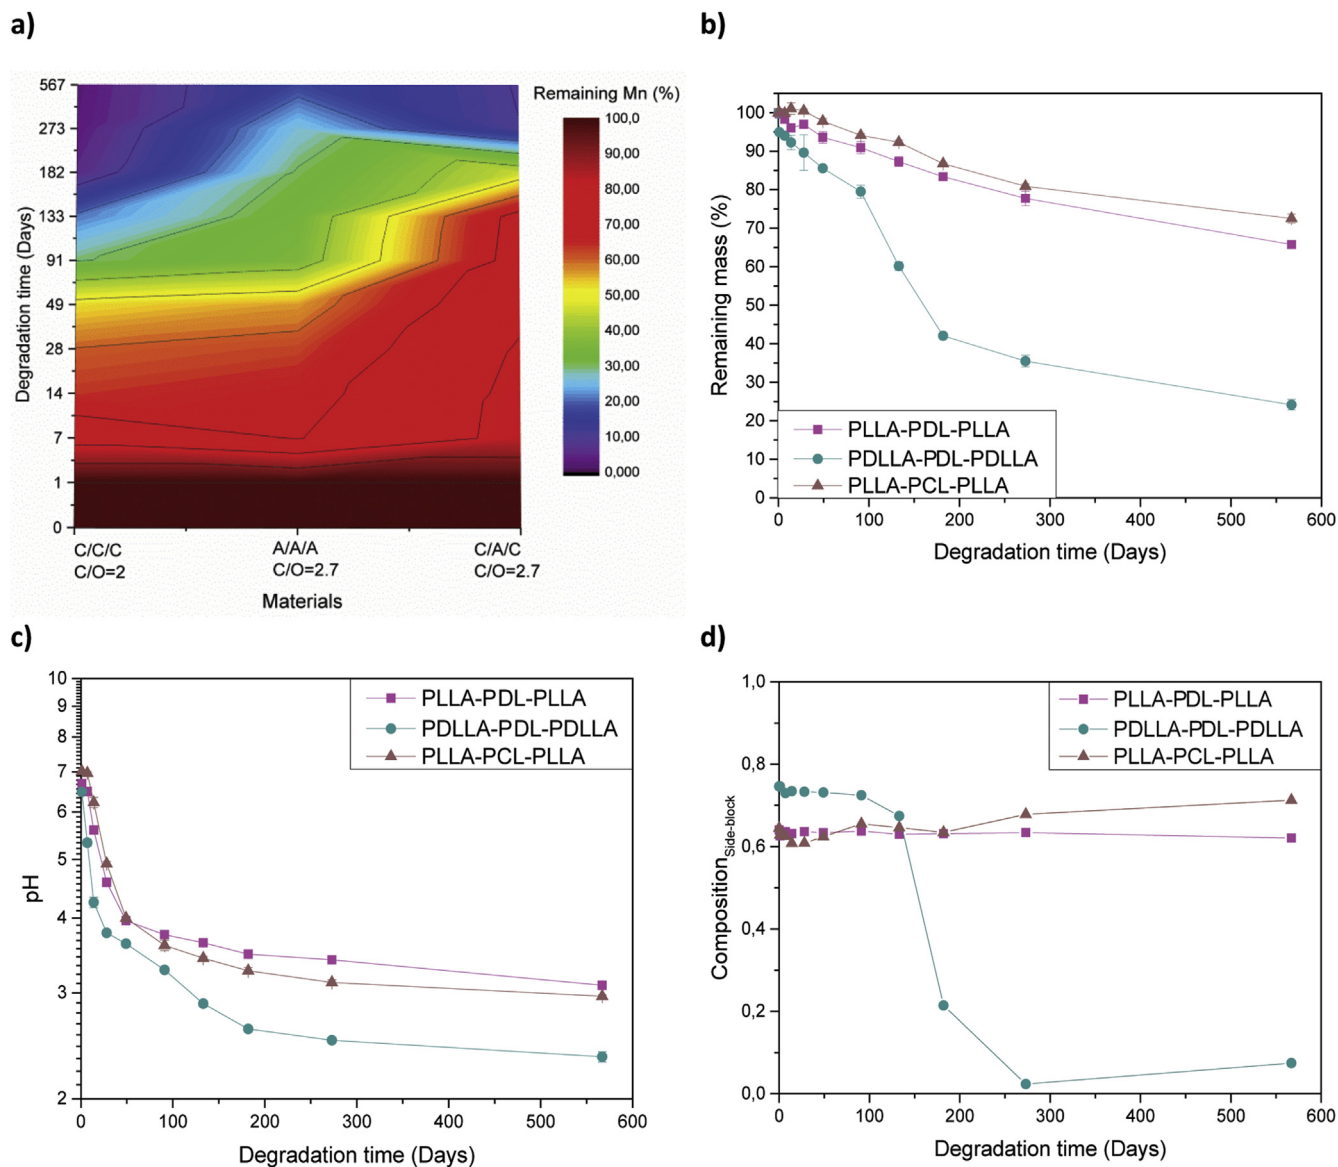 a)
567
273
182
133
91
49
28
14
7
1
0
Degradation time (Days)
C/C/C
C/O=2
A/A/A
C/O=2.7
C/A/C
C/O=2.7
Materials
Remaining Mn (%)
100,0
90,00
80,00
70,00
60,00
50,00
40,00
30,00
20,00
10,00
0,000
b)
100
90
80
70
60
50
40
30
20
10
0
Remaining mass (%)
PLLA-PDL-PLLA
PDLLA-PDL-PDLLA
PLLA-PCL-PLLA
0
100
200
300
400
500
600
Degradation time (Days)
c)
10
9
8
7
6
5
4
3
2
pH
PLLA-PDL-PLLA
PDLLA-PDL-PDLLA
PLLA-PCL-PLLA
0
100
200
300
400
500
600
Degradation time (Days)
d)
1,0
0,8
0,6
0,4
0,2
0,0
Composition Side-block
PLLA-PDL-PLLA
PDLLA-PDL-PDLLA
PLLA-PCL-PLLA
0
100
200
300
400
500
600
Degradation time (Days)